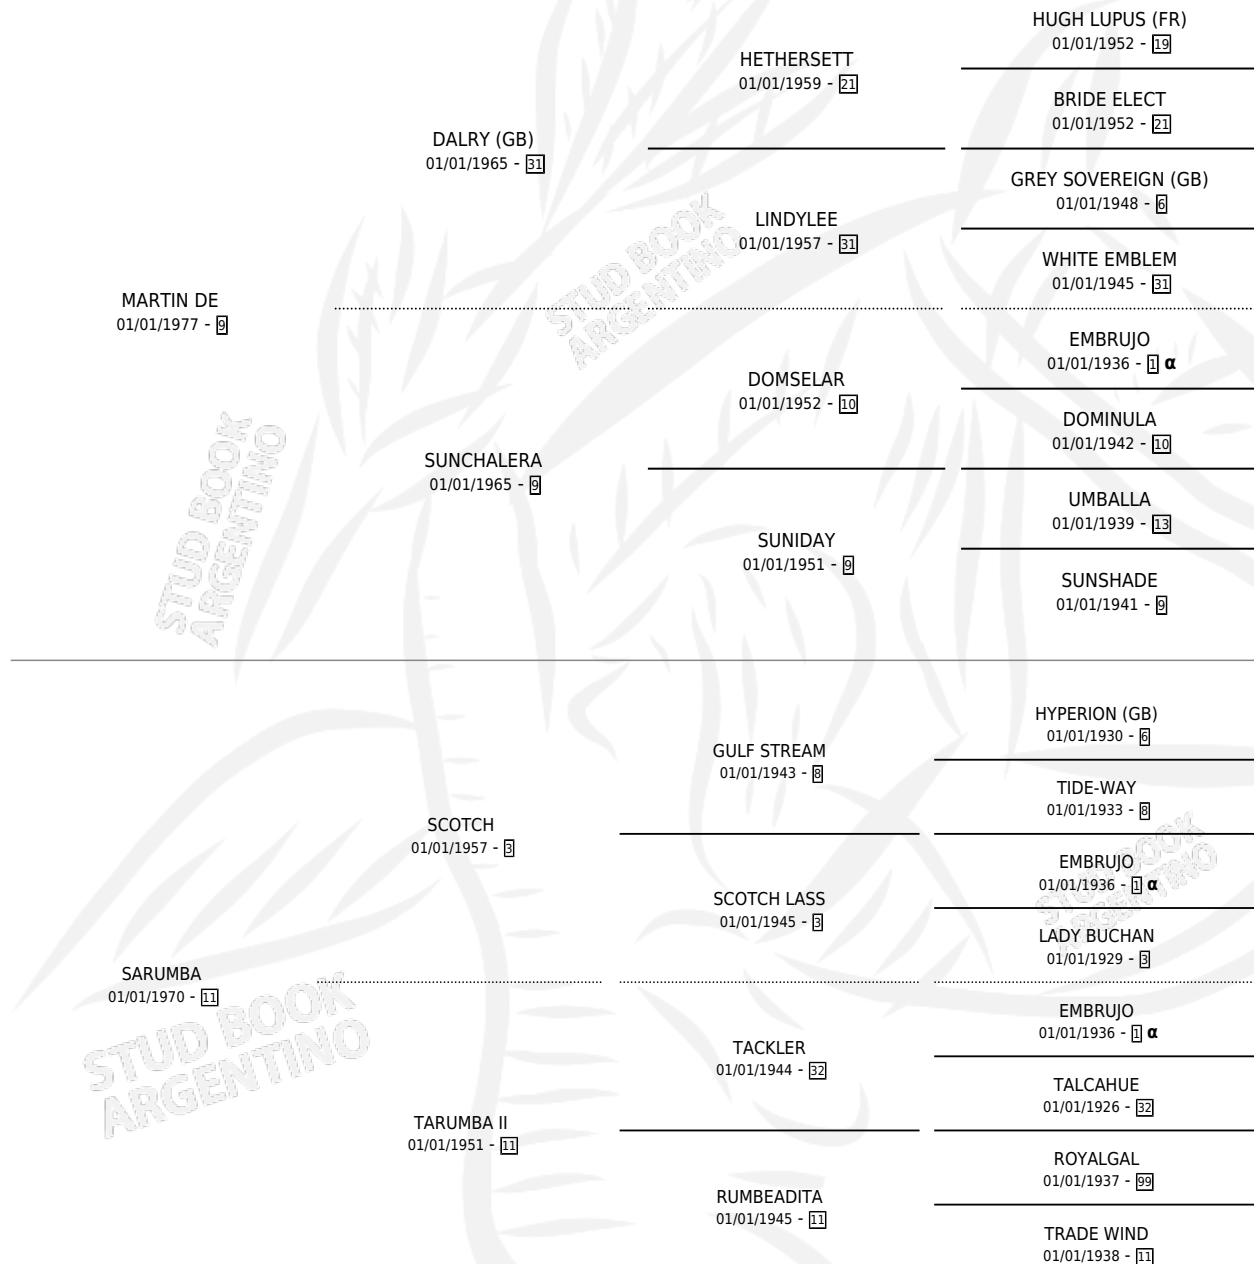 HUGH LUPUS (FR)
01/01/1952 - 19
HETHERSETT
01/01/1959 - 21
BRIDE ELECT
01/01/1952 - 21
DALRY (GB)
01/01/1965 - 31
GREY SOVEREIGN (GB)
01/01/1948 - 6
LINDYLEE
01/01/1957 - 31
WHITE EMBLEM
01/01/1945 - 31
STUD BOOK
ARGENTINO
MARTIN DE
01/01/1977 - 9
EMBRUJO
01/01/1936 - 1 α
DOMSELAR
01/01/1952 - 10
DOMINULA
01/01/1942 - 10
SUNCHALERA
01/01/1965 - 9
UMBALLA
01/01/1939 - 13
SUNIDAY
01/01/1951 - 9
SUNSHADE
01/01/1941 - 9
STUD BOOK
ARGENTINO
HYPERION (GB)
01/01/1930 - 6
GULF STREAM
01/01/1943 - 8
TIDE-WAY
01/01/1933 - 8
SCOTCH
01/01/1957 - 3
EMBRUJO
01/01/1936 - 1 α
SCOTCH LASS
01/01/1945 - 3
LADY BUCHAN
01/01/1929 - 3
STUD BOOK
ARGENTINO
SARUMBA
01/01/1970 - 11
EMBRUJO
01/01/1936 - 1 α
TACKLER
01/01/1944 - 32
TALCAHUE
01/01/1926 - 32
TARUMBA II
01/01/1951 - 11
ROYALGAL
01/01/1937 - 99
RUMBEADITA
01/01/1945 - 11
TRADE WIND
01/01/1938 - 11
STUD BOOK
ARGENTINO